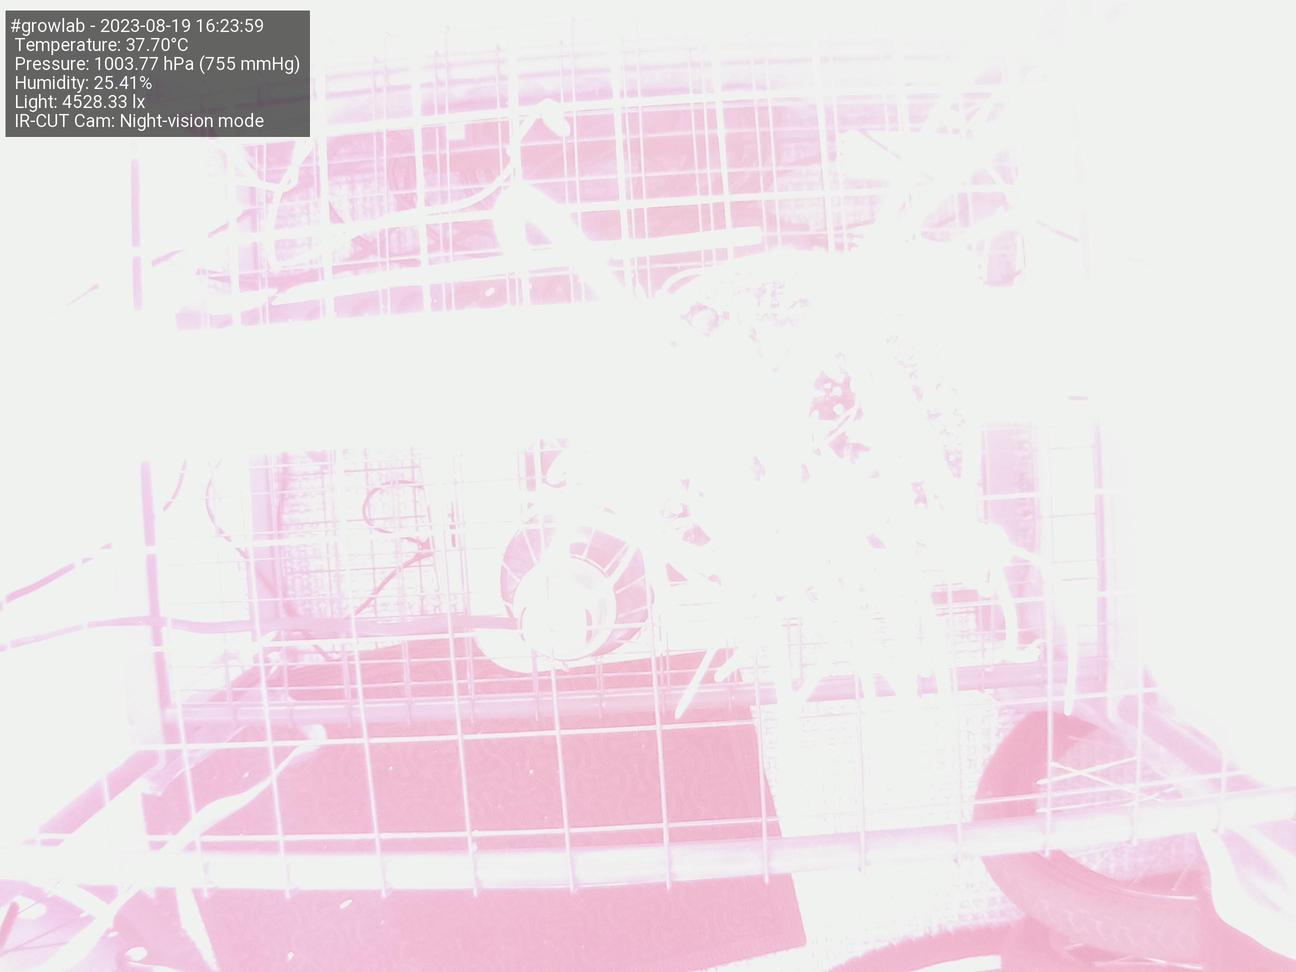 #growlab - 2023-08-19 16:23:59
Temperature: 37.70°C
Pressure: 1003.77 hPa (755 mmHg)
Humidity: 25.41%
Light: 4528.33 lx
IR-CUT Cam: Night-vision mode